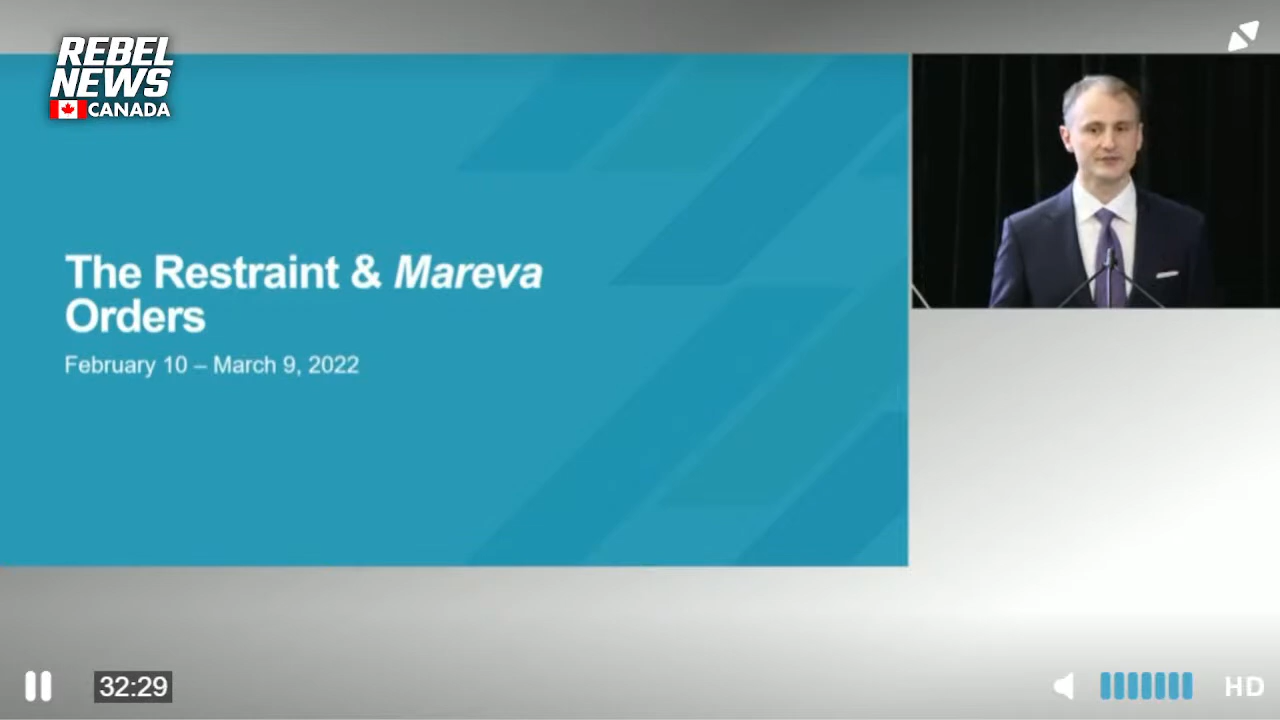 REBEL
NEWS
CANADA
The Restraint & Mareva
Orders
February 10 – March 9, 2022
32:29
HD